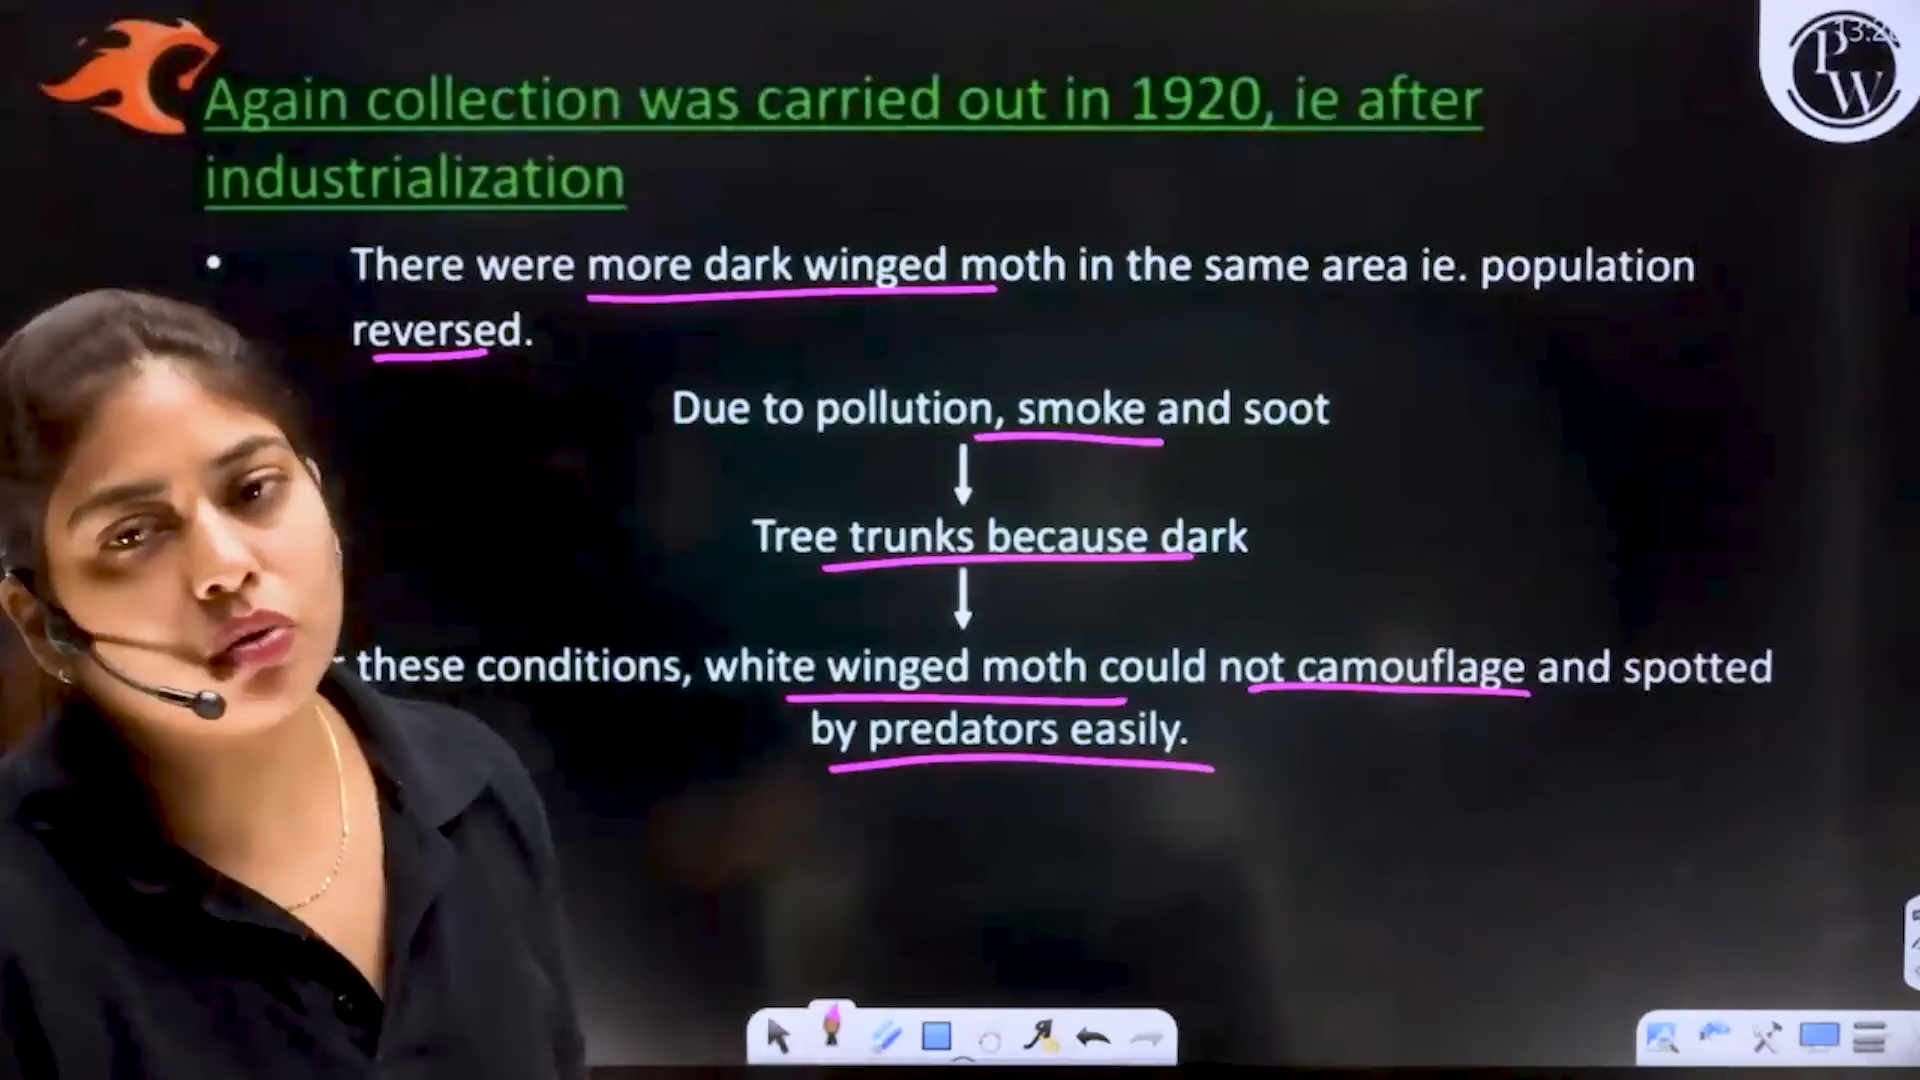 Again collection was carried out in 1920, ie after
industrialization
• There were more dark winged moth in the same area ie. population
reversed.
Due to pollution, smoke and soot
Tree trunks because dark
these conditions, white winged moth could not camouflage and spotted
by predators easily.
PW